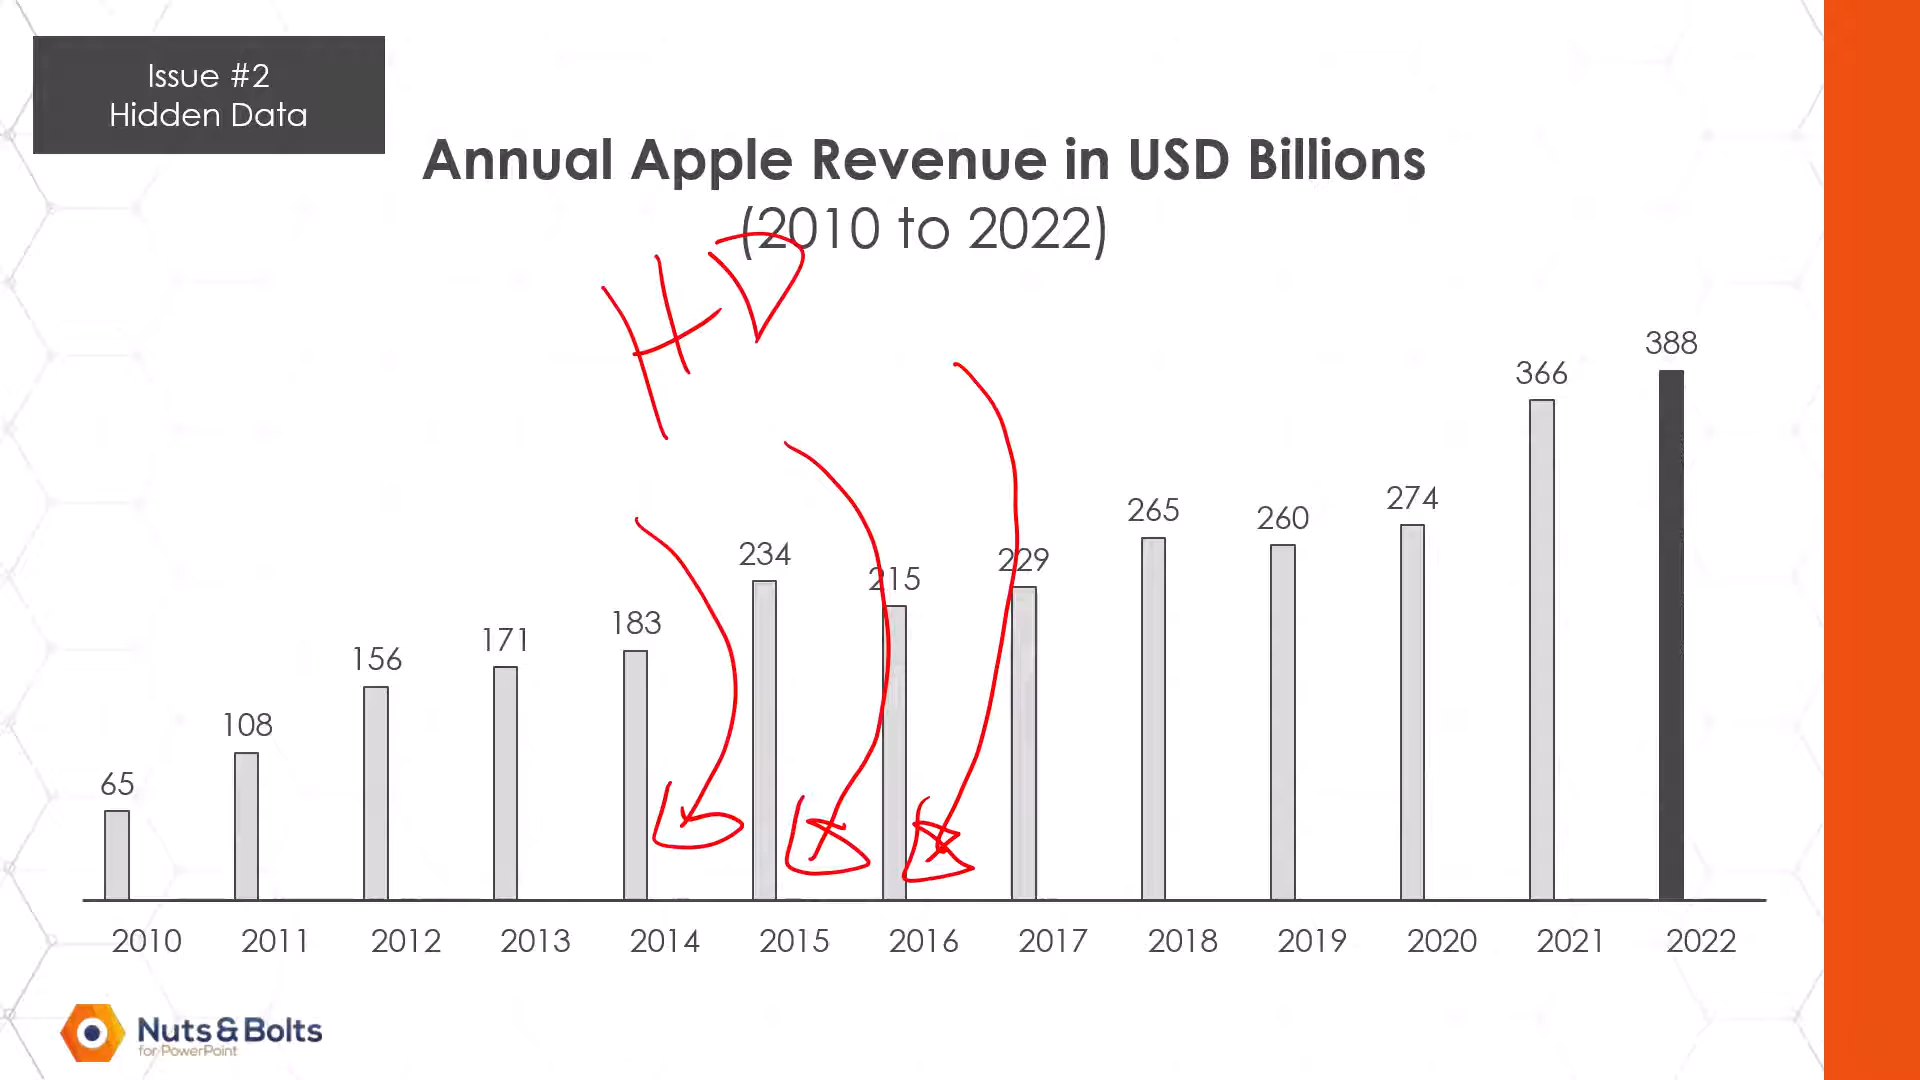 Issue #2
Hidden Data
Annual Apple Revenue in USD Billions
(2010 to 2022)
HD
388
366
274
265
260
234
229
215
183
171
156
108
65
2010 2011 2012 2013 2014 2015 2016 2017 2018 2019 2020 2021 2022
Nuts&Bolts
for PowerPoint